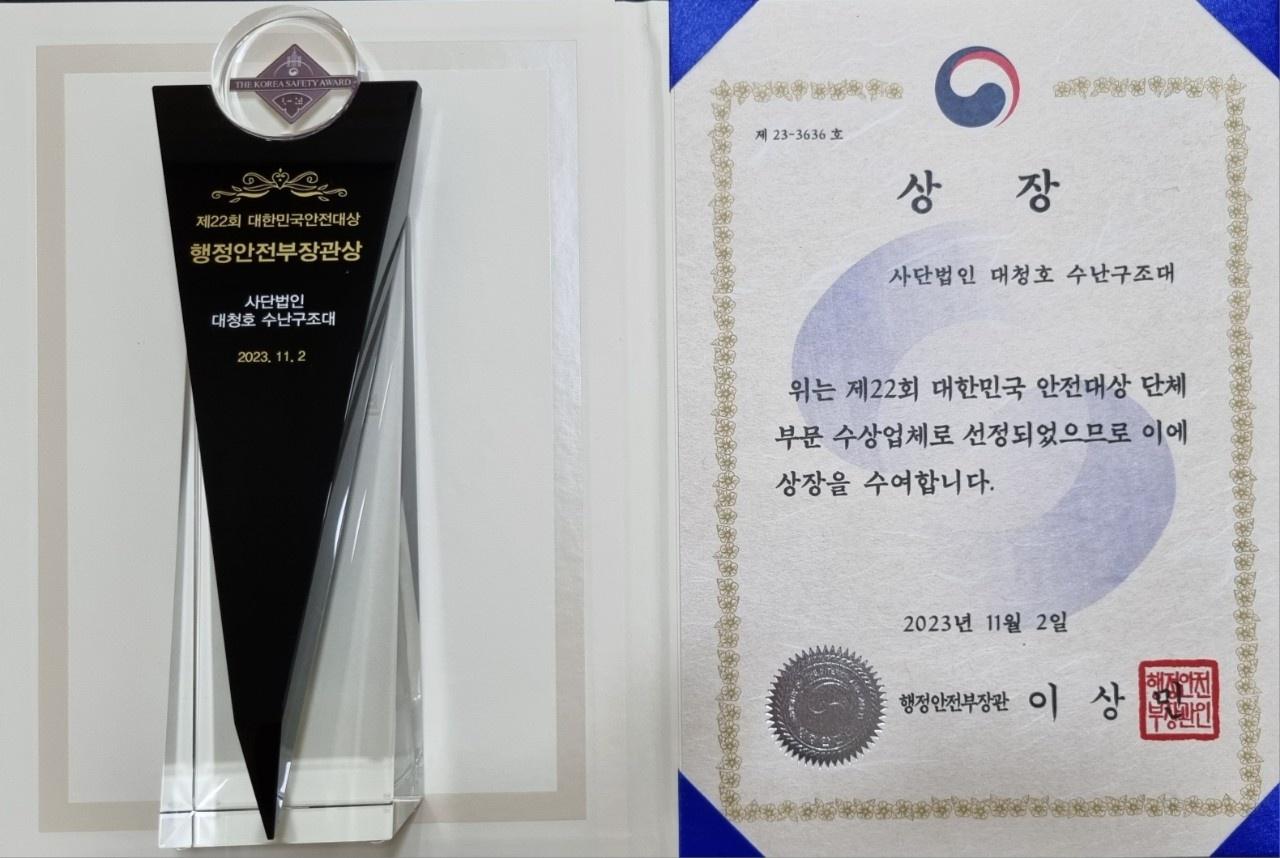 THE KOREA SAFETY AWARD
제22회 대한민국안전대상
행정안전부장관상
사단법인
대청호 수난구조대
2023. 11. 2
제 23-3636 호
상 장
사단법인 대청호 수난구조대
위는 제22회 대한민국 안전대상 단체
부문 수상업체로 선정되었으므로 이에
상장을 수여합니다.
2023년 11월 2일
행정안전부장관 이 상 민
행정안전
부장관인